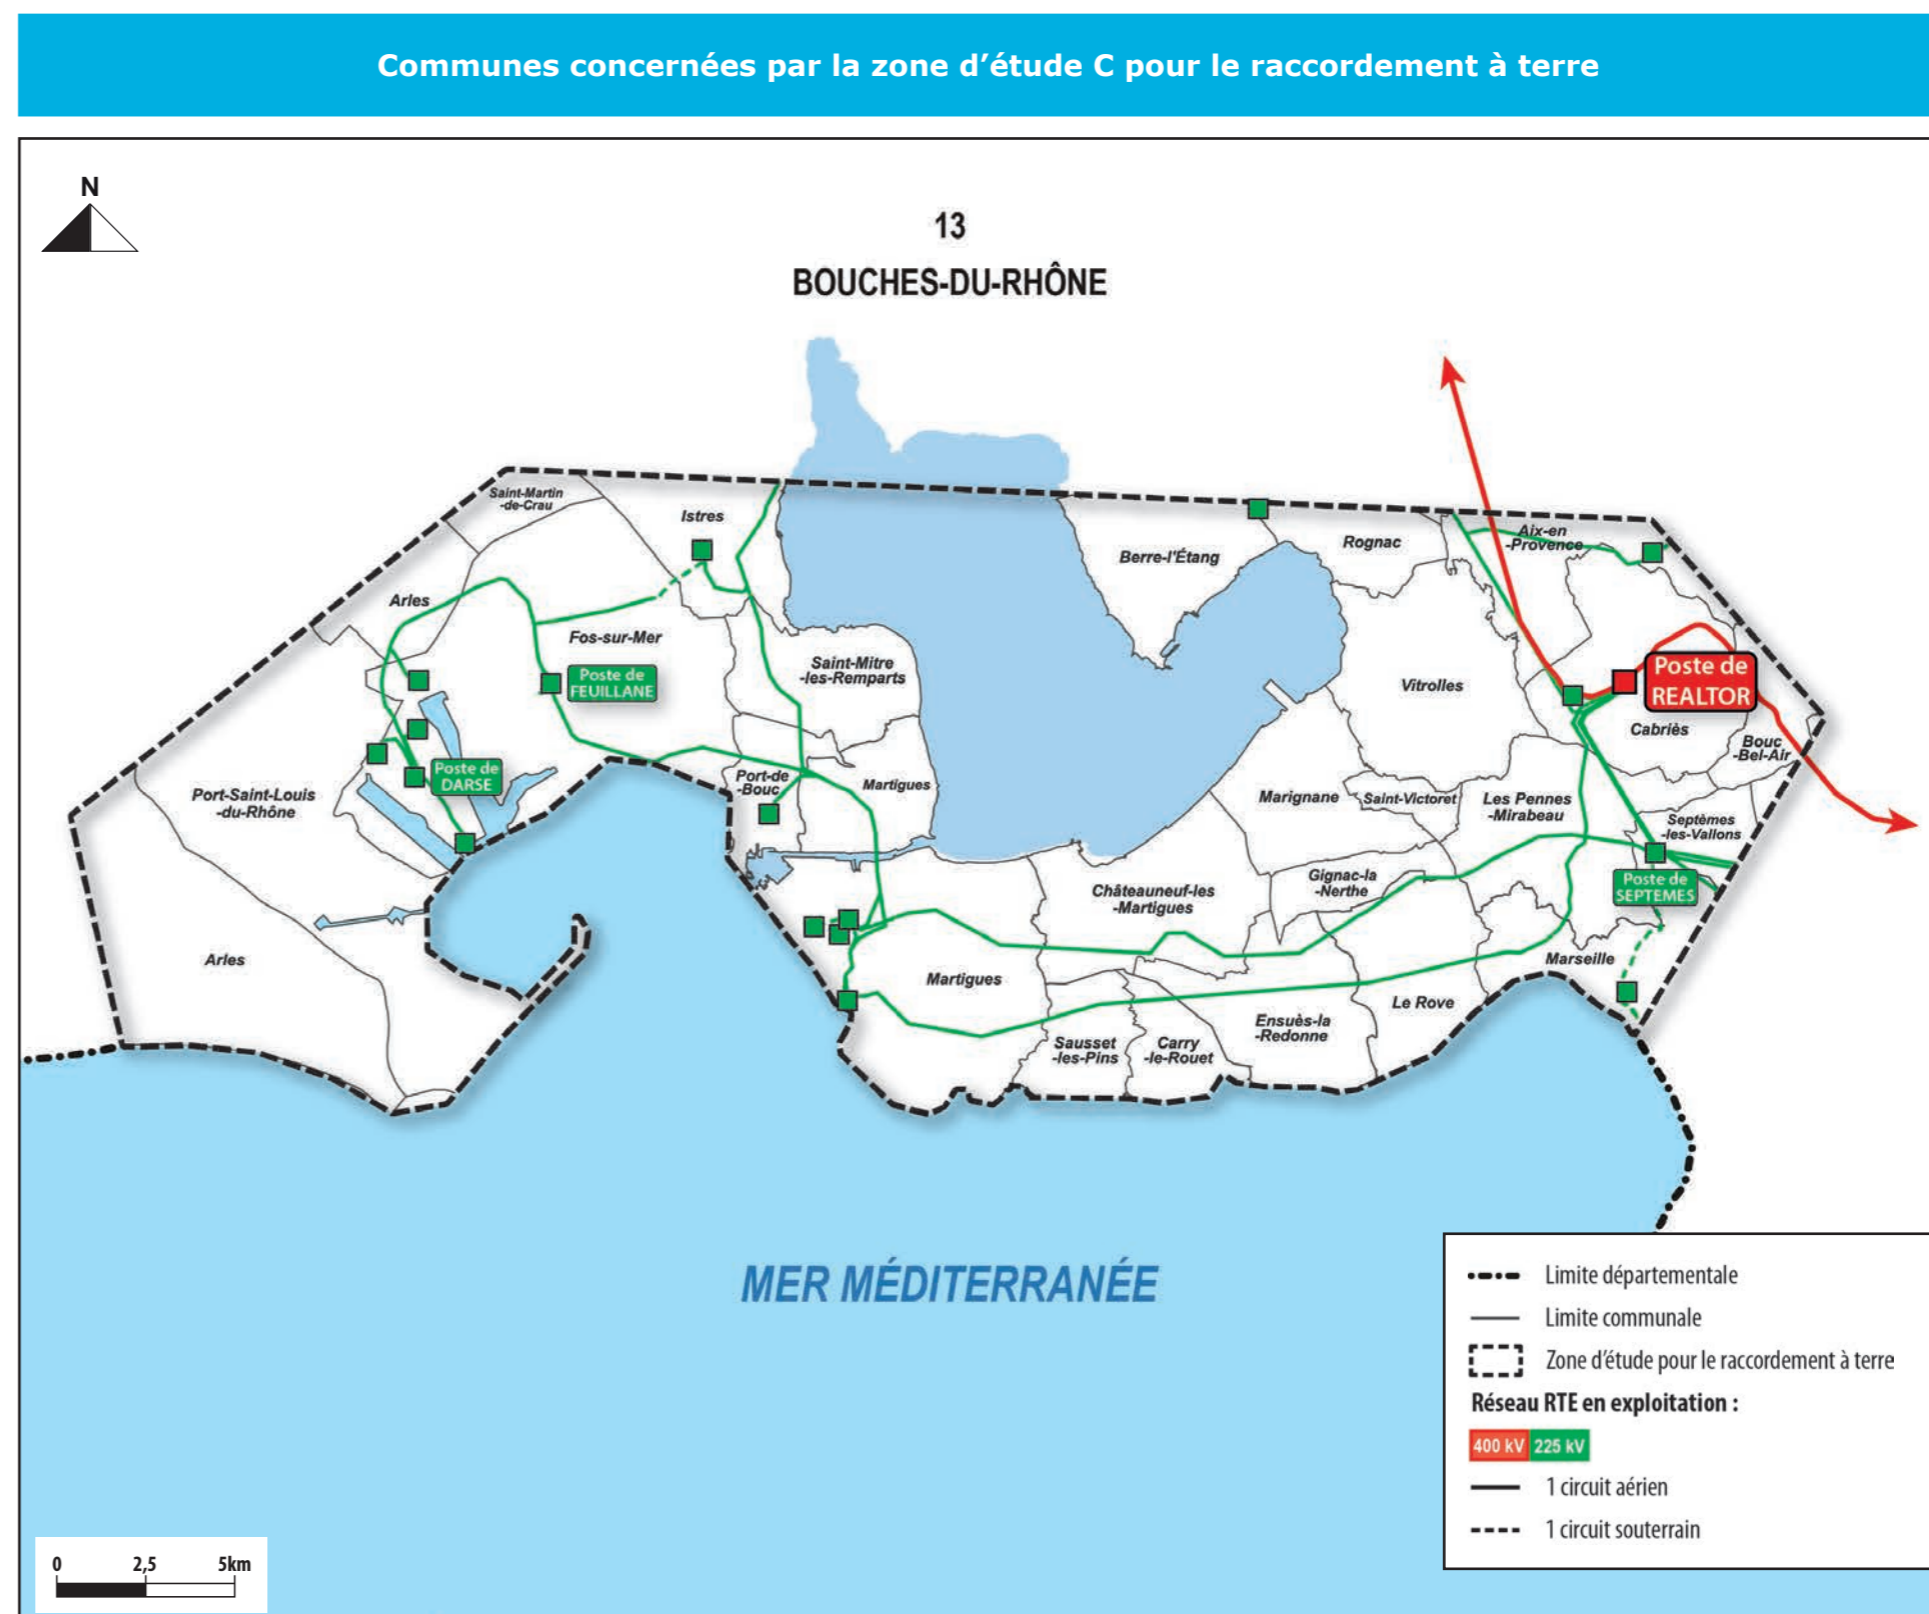 Communes concernées par la zone d'étude C pour le raccordement à terre
N
13
BOUCHES-DU-RHÔNE
Saint-Martin
-de-Crau
Istres
Aix-en
-Provence
Rognac
Berre-l'Étang
Arles
Fos-sur-Mer
Saint-Mitre
-les-Remparts
Poste de
FEUILLANE
Vitrolles
Poste de
REALTOR
Cabriès
Bouc
-Bel-Air
Poste de
DARSE
Port-de
-Bouc
Martigues
Port-Saint-Louis
-du-Rhône
Marignane
Saint-Victoret
Les Pennes
-Mirabeau
Septèmes
-les-Vallons
Châteauneuf-les
-Martigues
Gignac-la
-Nerthe
Poste de
SEPTEMES
Arles
Martigues
Marseille
Le Rove
Ensuès-la
-Redonne
Sausset
-les-Pins
Carry
-le-Rouet
MER MÉDITERRANÉE
Limite départementale
Limite communale
Zone d'étude pour le raccordement à terre
Réseau RTE en exploitation :
400 kV 225 kV
1 circuit aérien
1 circuit souterrain
0 2,5 5km